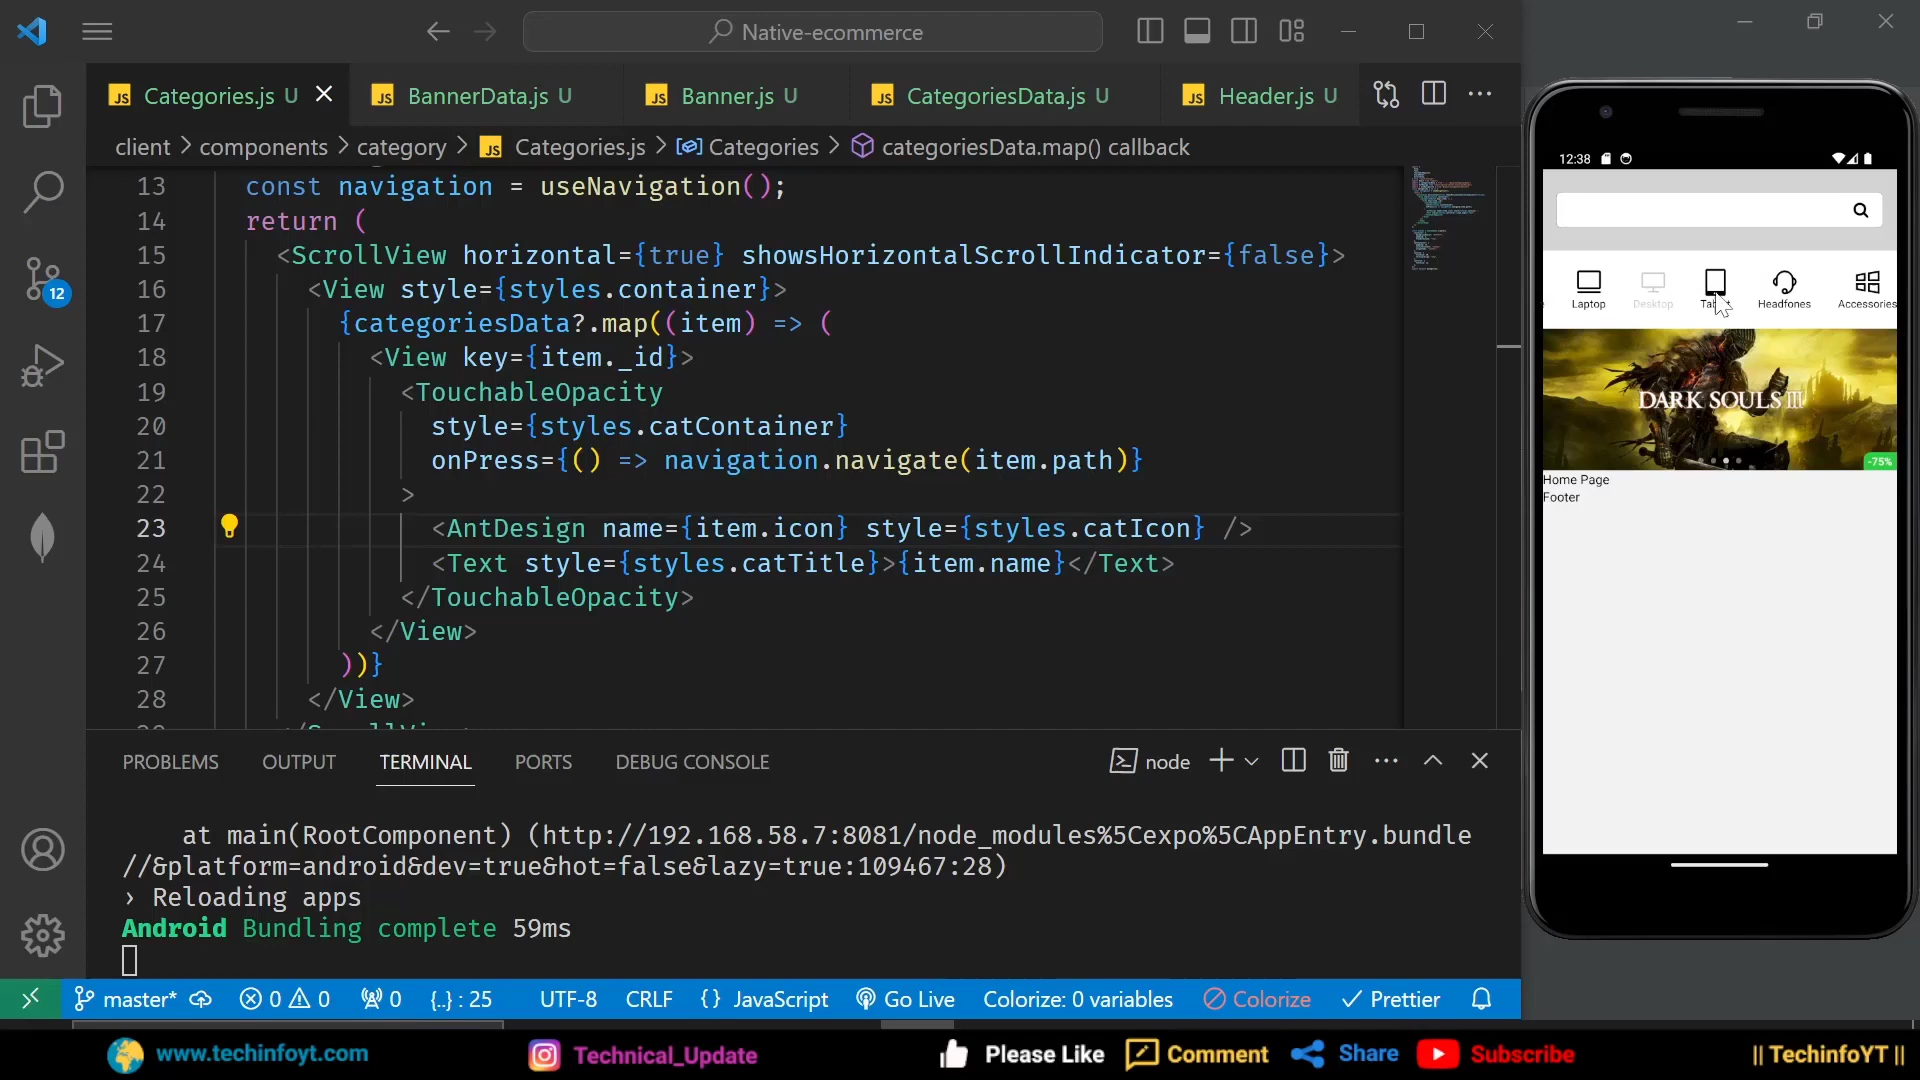 Native-ecommerce
JS Categories.js U
JS BannerData.js U
JS Banner.js U
JS CategoriesData.js U
JS Header.js U
client > components > category > JS Categories.js > Categories > categoriesData.map() callback
13 const navigation = useNavigation();
14 return (
15 <ScrollView horizontal={true} showsHorizontalScrollIndicator={false}>
16 <View style={styles.container}>
17 {categoriesData?.map((item) => (
18 <View key={item._id}>
19 <TouchableOpacity
20 style={styles.catContainer}
21 onPress={() => navigation.navigate(item.path)}
22 >
23 <AntDesign name={item.icon} style={styles.catIcon} />
24 <Text style={styles.catTitle}>{item.name}</Text>
25 </TouchableOpacity>
26 </View>
27 ))}
28 </View>
12
PROBLEMS OUTPUT TERMINAL PORTS DEBUG CONSOLE
node
at main(RootComponent) (http://192.168.58.7:8081/node_modules%5Cexpo%5CAppEntry.bundle
//&platform=android&dev=true&hot=false&lazy=true:109467:28)
› Reloading apps
Android Bundling complete 59ms
master* 0 0 0 {..} : 25 UTF-8 CRLF {} JavaScript Go Live Colorize: 0 variables Colorize Prettier
12:38
Laptop Desktop Headfones Accessories
DARK SOULS III
-75%
Home Page
Footer
www.techinfoyt.com Technical_Update Please Like Comment Share Subscribe || TechinfoYT ||